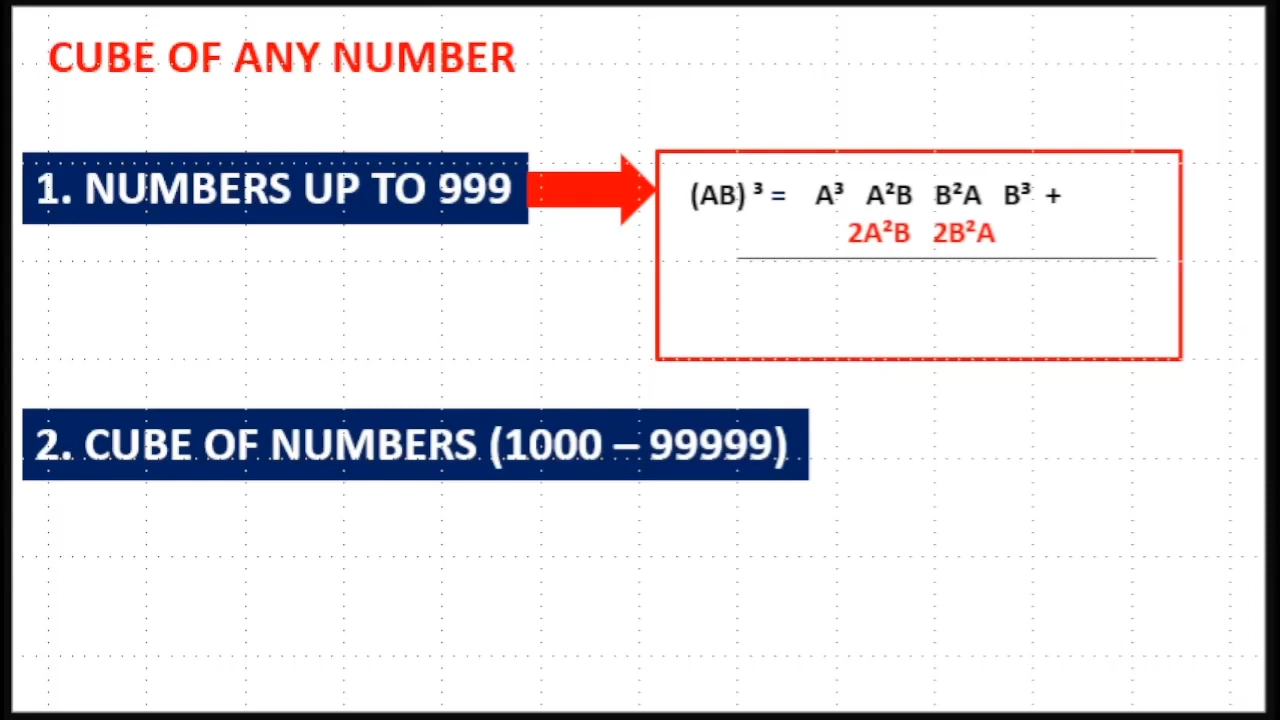 CUBE OF ANY NUMBER
1. NUMBERS UP TO 999
(AB) ³ = A³ A²B B²A B³ +
2A²B 2B²A
2. CUBE OF NUMBERS (1000 – 99999)